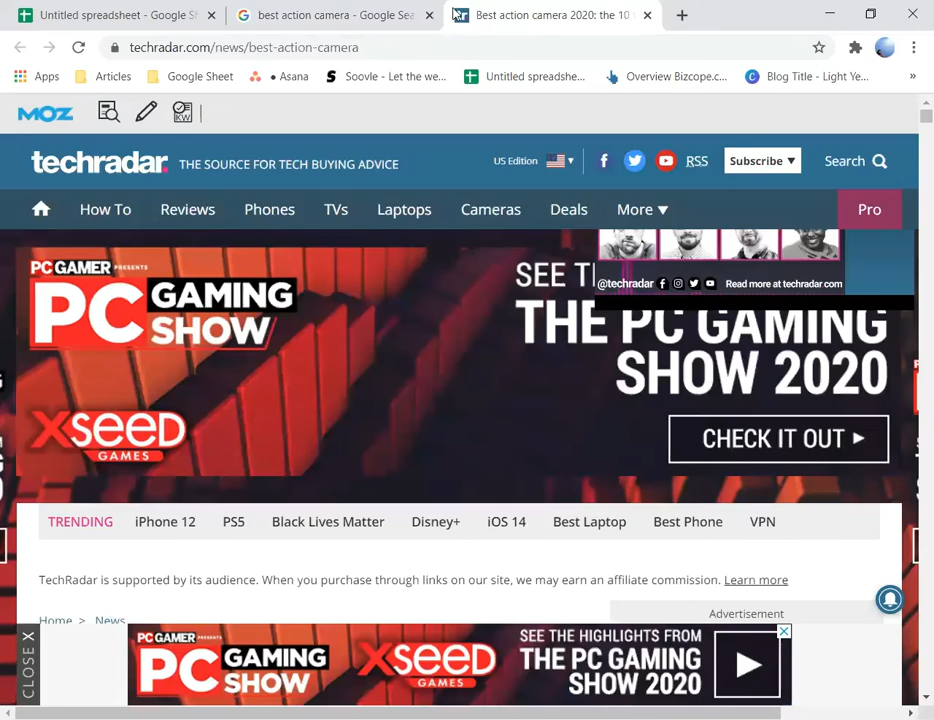 Untitled spreadsheet - Google S
best action camera - Google Sea
Best action camera 2020: the 10
techradar.com/news/best-action-camera
Apps
Articles
Google Sheet
Asana
Soovle - Let the we...
Untitled spreadshe...
Overview Bizcope.c...
Blog Title - Light Ye...
»
MOZ
KW
techradar.
THE SOURCE FOR TECH BUYING ADVICE
US Edition
RSS
Subscribe
Search
How To
Reviews
Phones
TVs
Laptops
Cameras
Deals
More
Pro
@techradar
Read more at techradar.com
PC GAMER PRESENTS
PC GAMING SHOW
XSEED GAMES
SEE T
THE PC GAMING
SHOW 2020
CHECK IT OUT
TRENDING
iPhone 12
PS5
Black Lives Matter
Disney+
iOS 14
Best Laptop
Best Phone
VPN
TechRadar is supported by its audience. When you purchase through links on our site, we may earn an affiliate commission. Learn more
Home > News
Advertisement
CLOSE X
PC GAMER PRESENTS
PC GAMING SHOW
XSEED GAMES
SEE THE HIGHLIGHTS FROM
THE PC GAMING
SHOW 2020